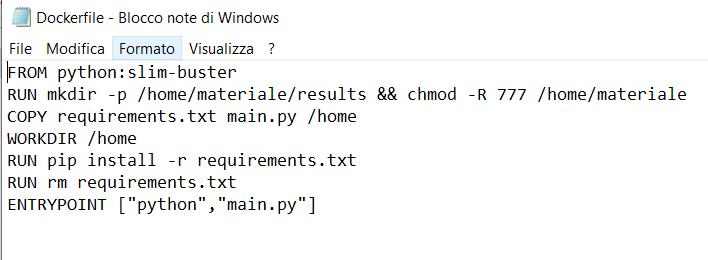 Dockerfile - Blocco note di Windows
File Modifica Formato Visualizza ?
FROM python:slim-buster
RUN mkdir -p /home/materiale/results && chmod -R 777 /home/materiale
COPY requirements.txt main.py /home
WORKDIR /home
RUN pip install -r requirements.txt
RUN rm requirements.txt
ENTRYPOINT ["python","main.py"]